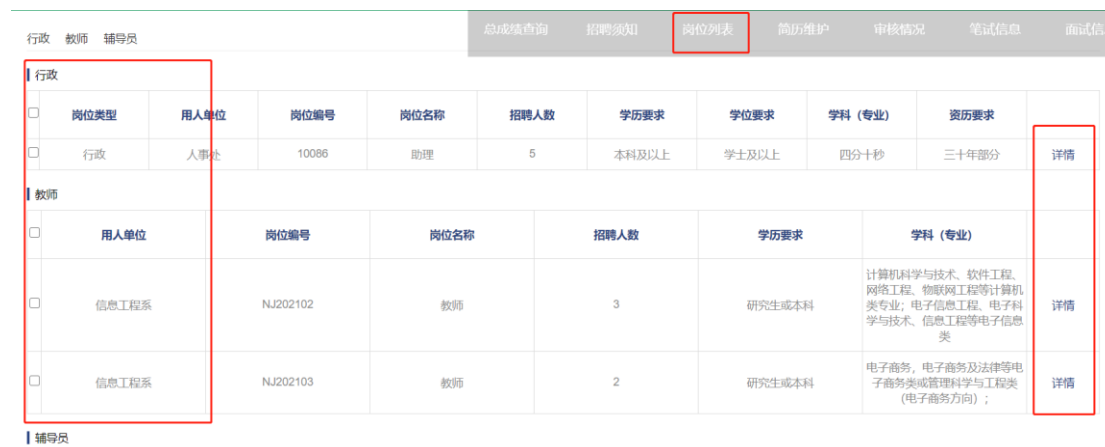 总成绩查询 招聘须知 岗位列表 简历维护 审核情况 笔试信息 面试信
行政 教师 辅导员
行政
岗位类型 用人单位 岗位编号 岗位名称 招聘人数 学历要求 学位要求 学科（专业） 资历要求
行政 人事处 10086 助理 5 本科及以上 学士及以上 四分十秒 三十年部分 详情
教师
用人单位 岗位编号 岗位名称 招聘人数 学历要求 学科（专业）
计算机科学与技术、软件工程、
网络工程、物联网工程等计算机
信息工程系 NJ202102 教师 3 研究生或本科 类专业；电子信息工程、电子科 详情
学与技术、信息工程等电子信息
类
电子商务，电子商务及法律等电
信息工程系 NJ202103 教师 2 研究生或本科 子商务类或管理科学与工程类 详情
（电子商务方向）；
辅导员